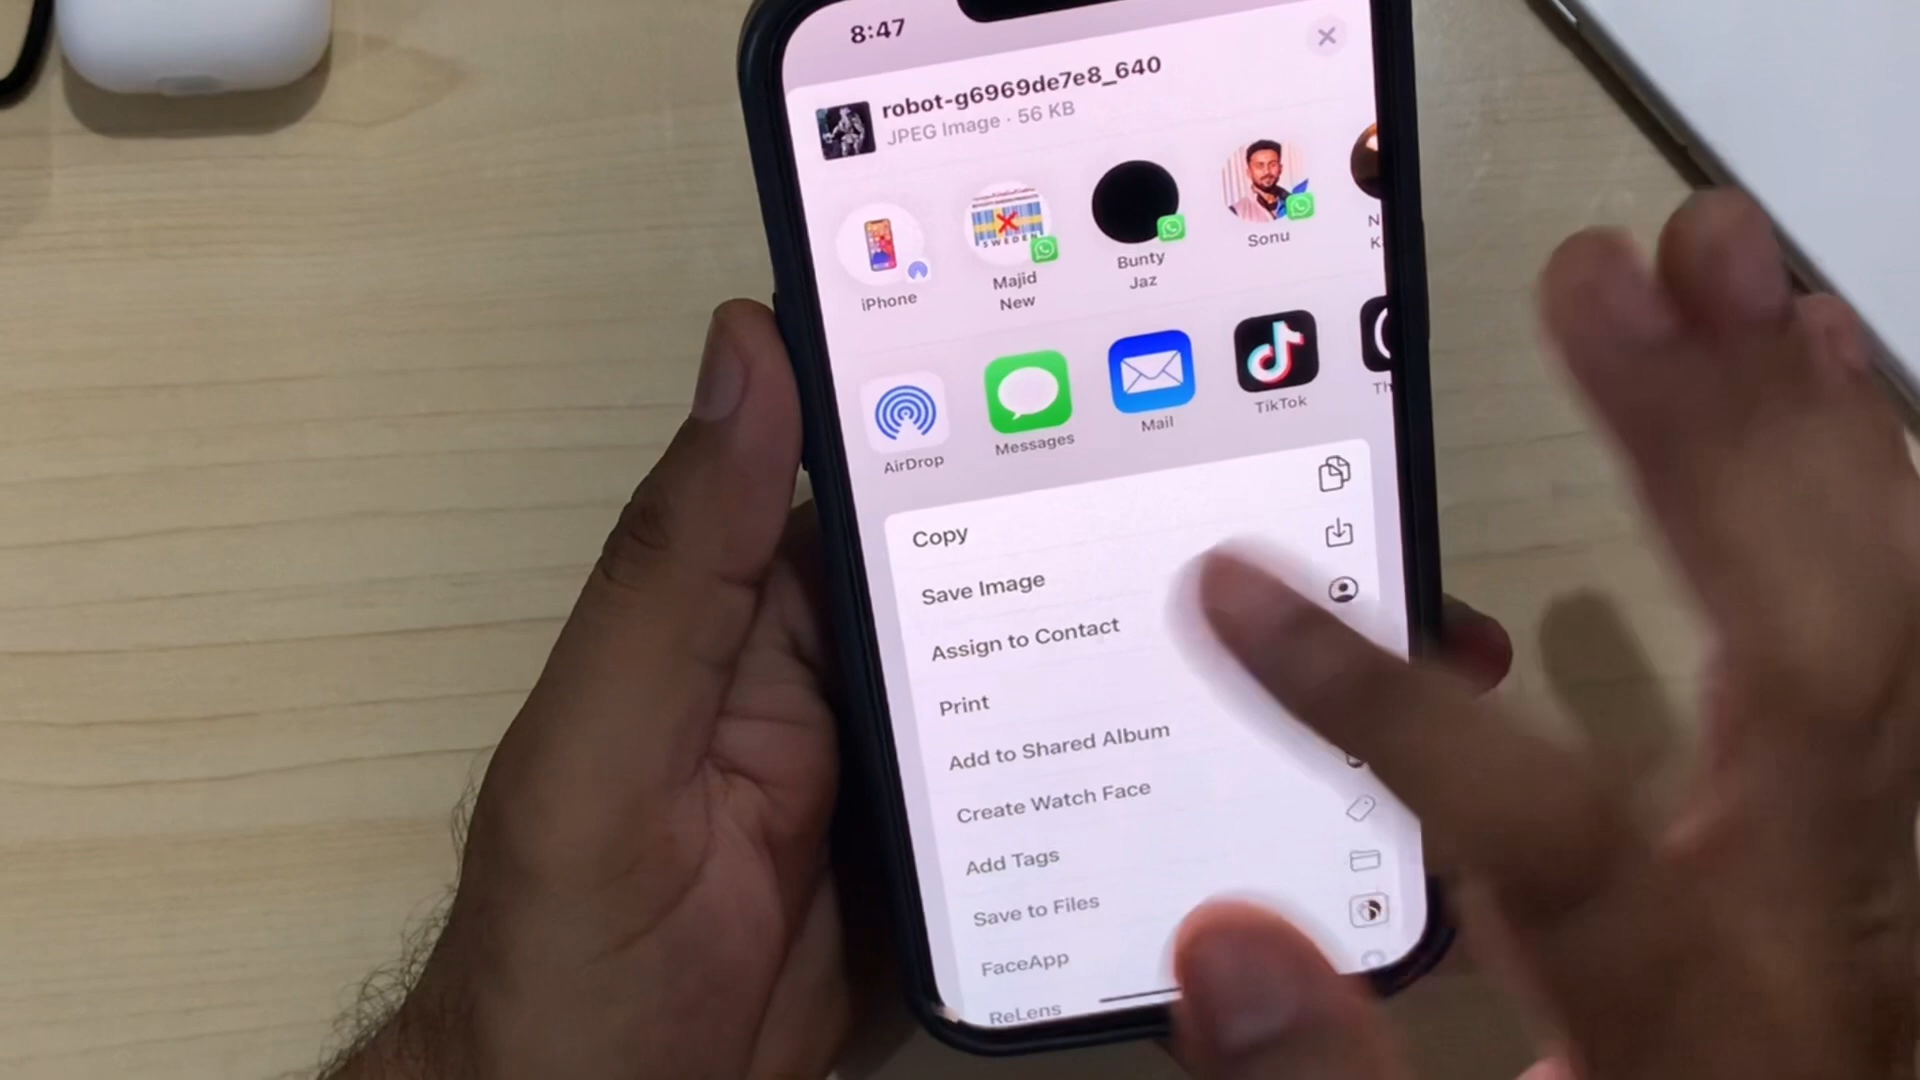 8:47
robot-g6969de7e8_640
JPEG Image · 56 KB
SWEDEN
iPhone
Majid
New
Bunty
Jaz
Sonu
N
K
AirDrop
Messages
Mail
TikTok
Th
Copy
Save Image
Assign to Contact
Print
Add to Shared Album
Create Watch Face
Add Tags
Save to Files
FaceApp
ReLens